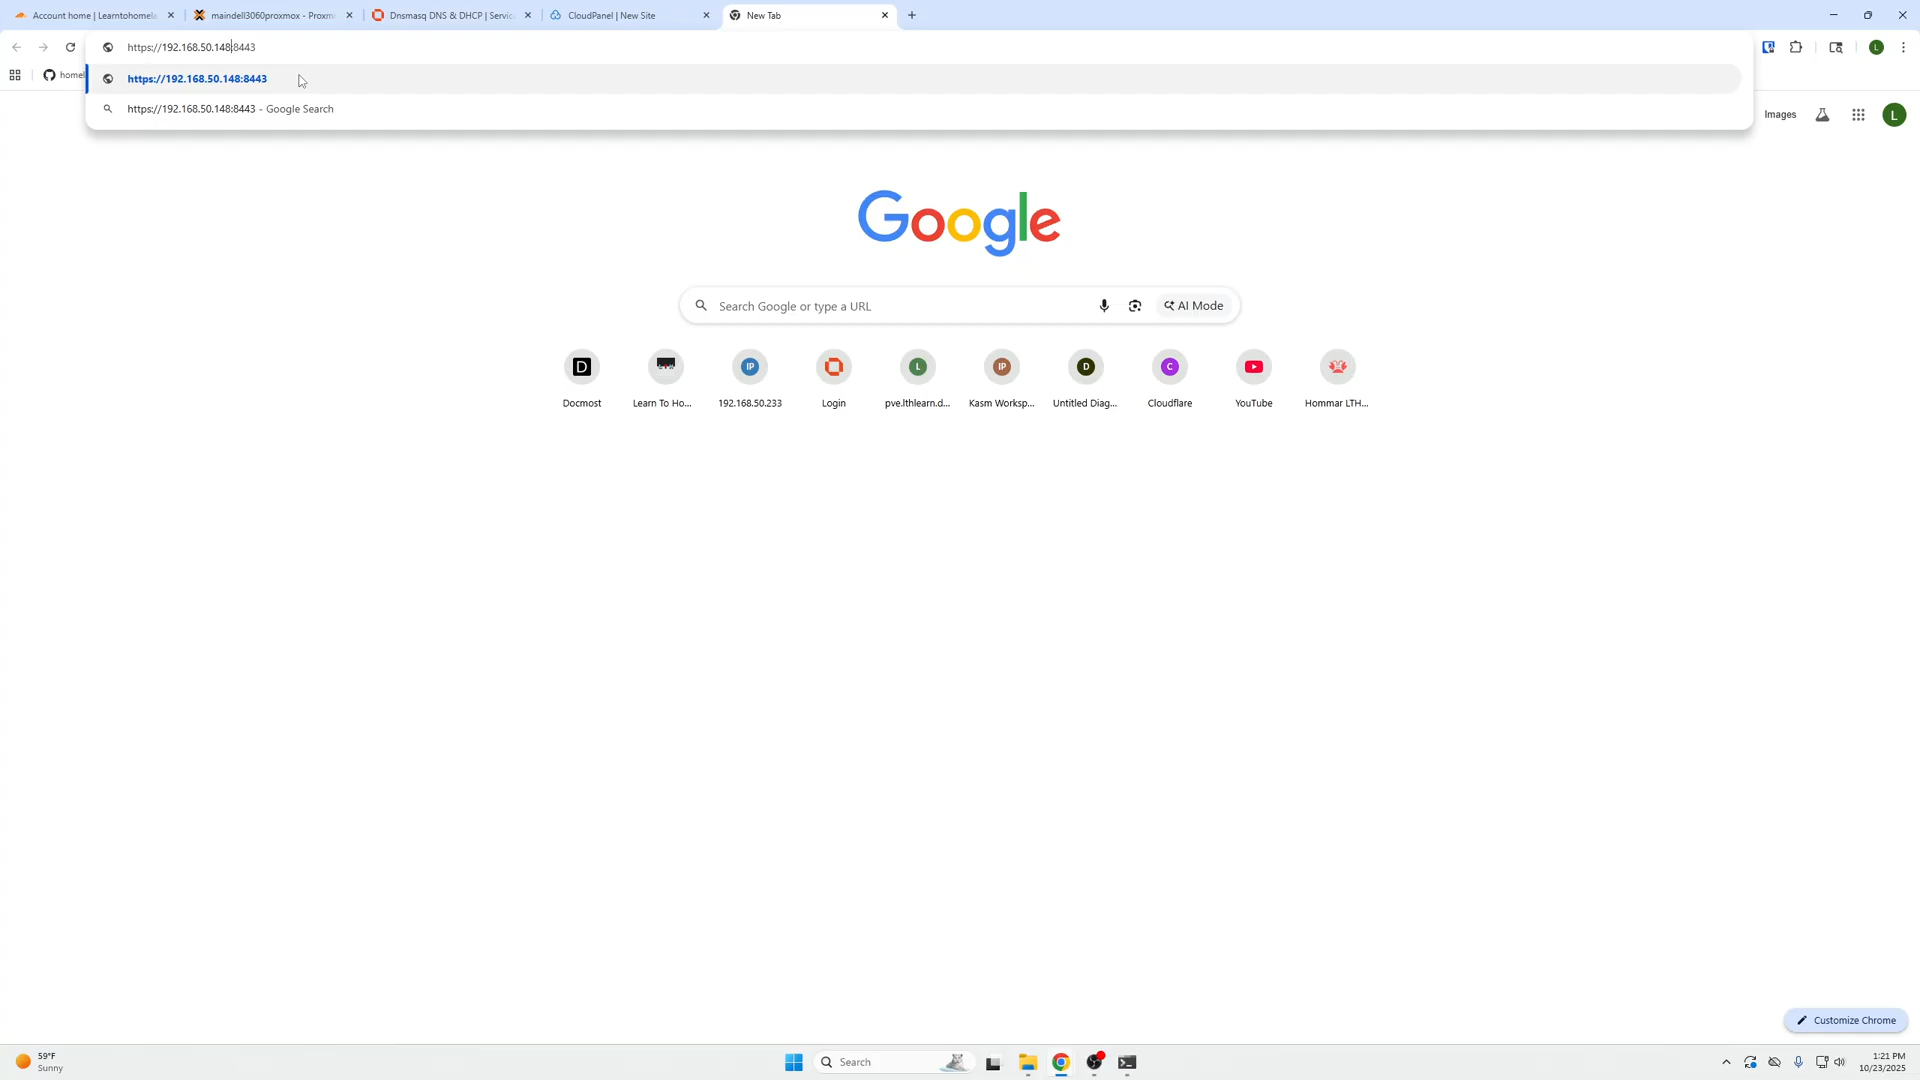 Account home | Learntohomela
maindell3060proxmox - Proxm
Dnsmasq DNS & DHCP | Servic
CloudPanel | New Site
New Tab
https://192.168.50.148:8443
homel
https://192.168.50.148:8443
https://192.168.50.148:8443 - Google Search
Images
L
Google
Search Google or type a URL
AI Mode
D
IP
L
IP
D
C
Docmost
Learn To Ho...
192.168.50.233
Login
pve.lthlearn.d...
Kasm Worksp...
Untitled Diag...
Cloudflare
YouTube
Hommar LTH...
Customize Chrome
59°F
Sunny
Search
1:21 PM
10/23/2025